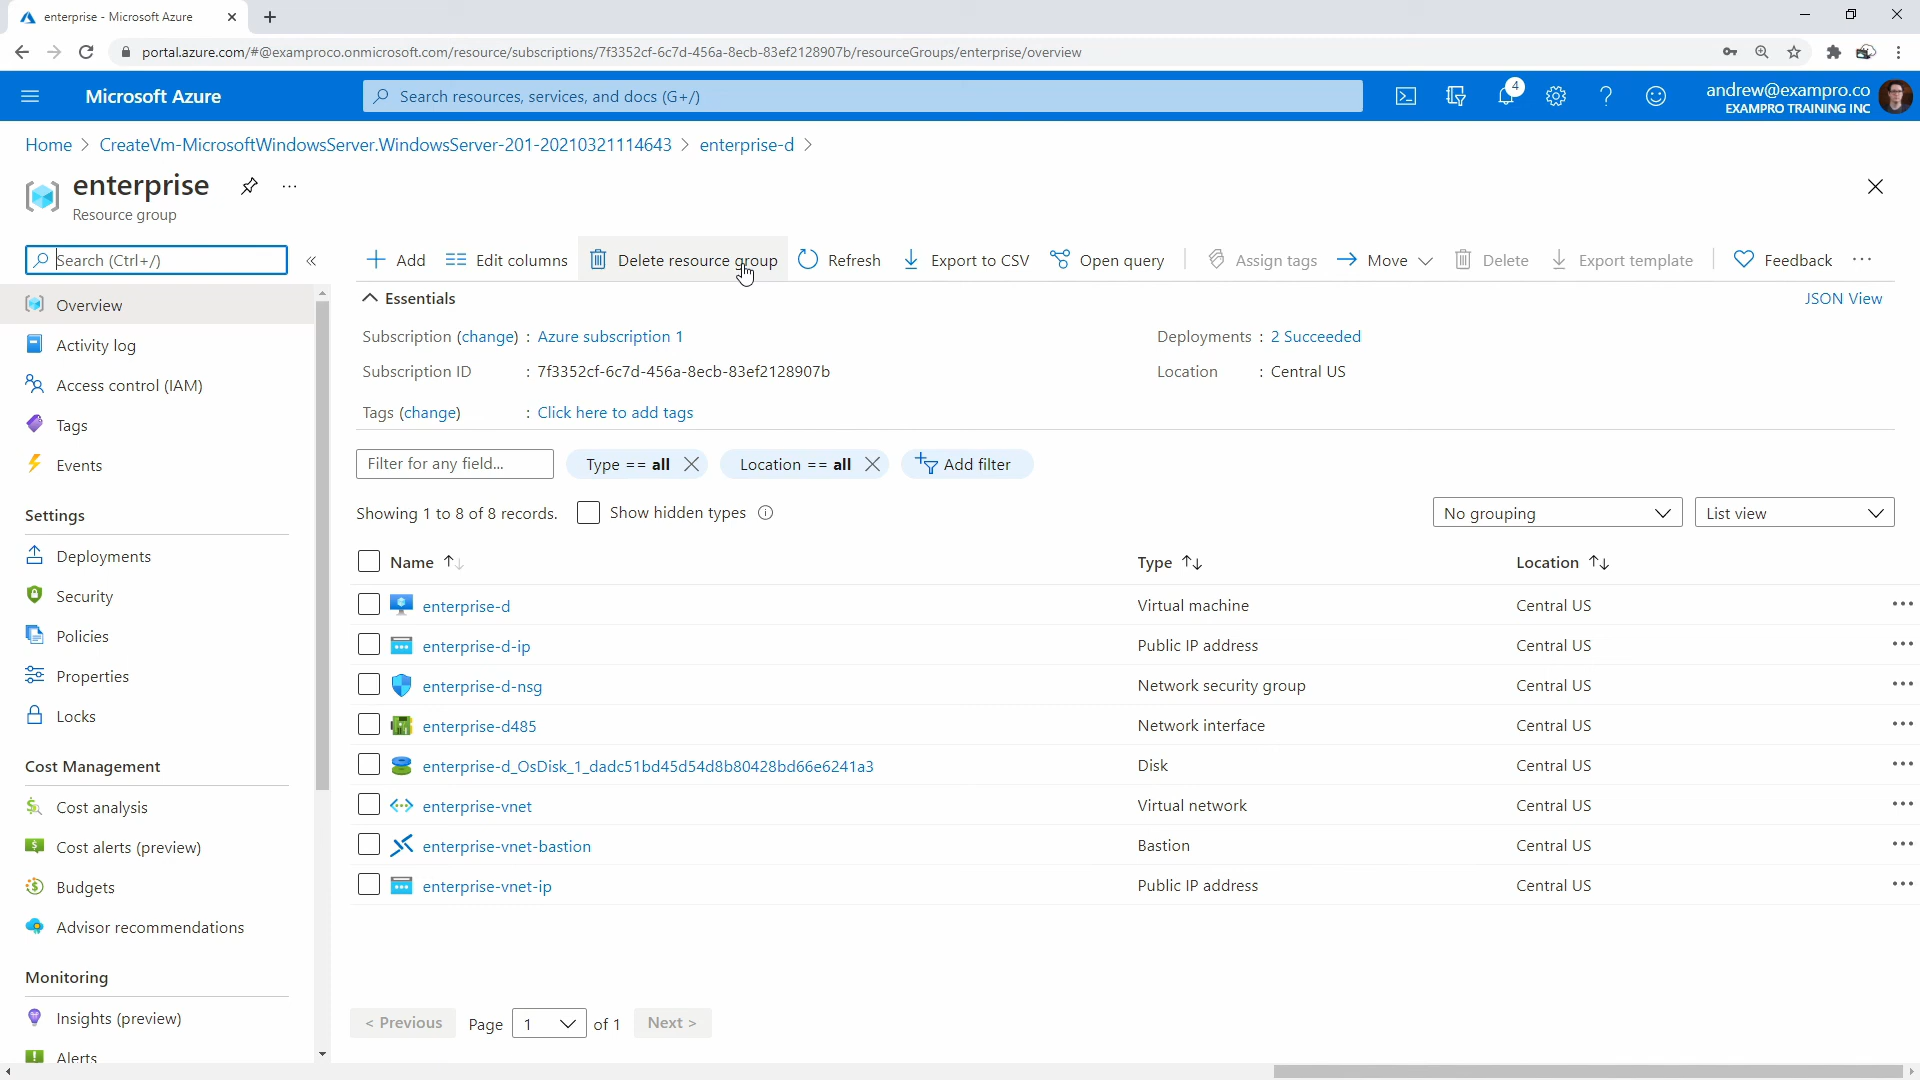 enterprise - Microsoft Azure
portal.azure.com/#@examproco.onmicrosoft.com/resource/subscriptions/7f3352cf-6c7d-456a-8ecb-83ef2128907b/resourceGroups/enterprise/overview
Microsoft Azure
Search resources, services, and docs (G+/)
4
andrew@exampro.co
EXAMPRO TRAINING INC
Home > CreateVm-MicrosoftWindowsServer.WindowsServer-201-20210321114643 > enterprise-d >
enterprise
Resource group
Search (Ctrl+/)
Add Edit columns Delete resource group Refresh Export to CSV Open query Assign tags Move Delete Export template Feedback
Overview
Activity log
Access control (IAM)
Tags
Events
Settings
Deployments
Security
Policies
Properties
Locks
Cost Management
Cost analysis
Cost alerts (preview)
Budgets
Advisor recommendations
Monitoring
Insights (preview)
Alerts
Essentials
JSON View
Subscription (change) : Azure subscription 1
Deployments : 2 Succeeded
Subscription ID : 7f3352cf-6c7d-456a-8ecb-83ef2128907b
Location : Central US
Tags (change) : Click here to add tags
Filter for any field... Type == all Location == all Add filter
Showing 1 to 8 of 8 records. Show hidden types No grouping List view
Name Type Location
enterprise-d Virtual machine Central US
enterprise-d-ip Public IP address Central US
enterprise-d-nsg Network security group Central US
enterprise-d485 Network interface Central US
enterprise-d_OsDisk_1_dadc51bd45d54d8b80428bd66e6241a3 Disk Central US
enterprise-vnet Virtual network Central US
enterprise-vnet-bastion Bastion Central US
enterprise-vnet-ip Public IP address Central US
< Previous Page 1 of 1 Next >